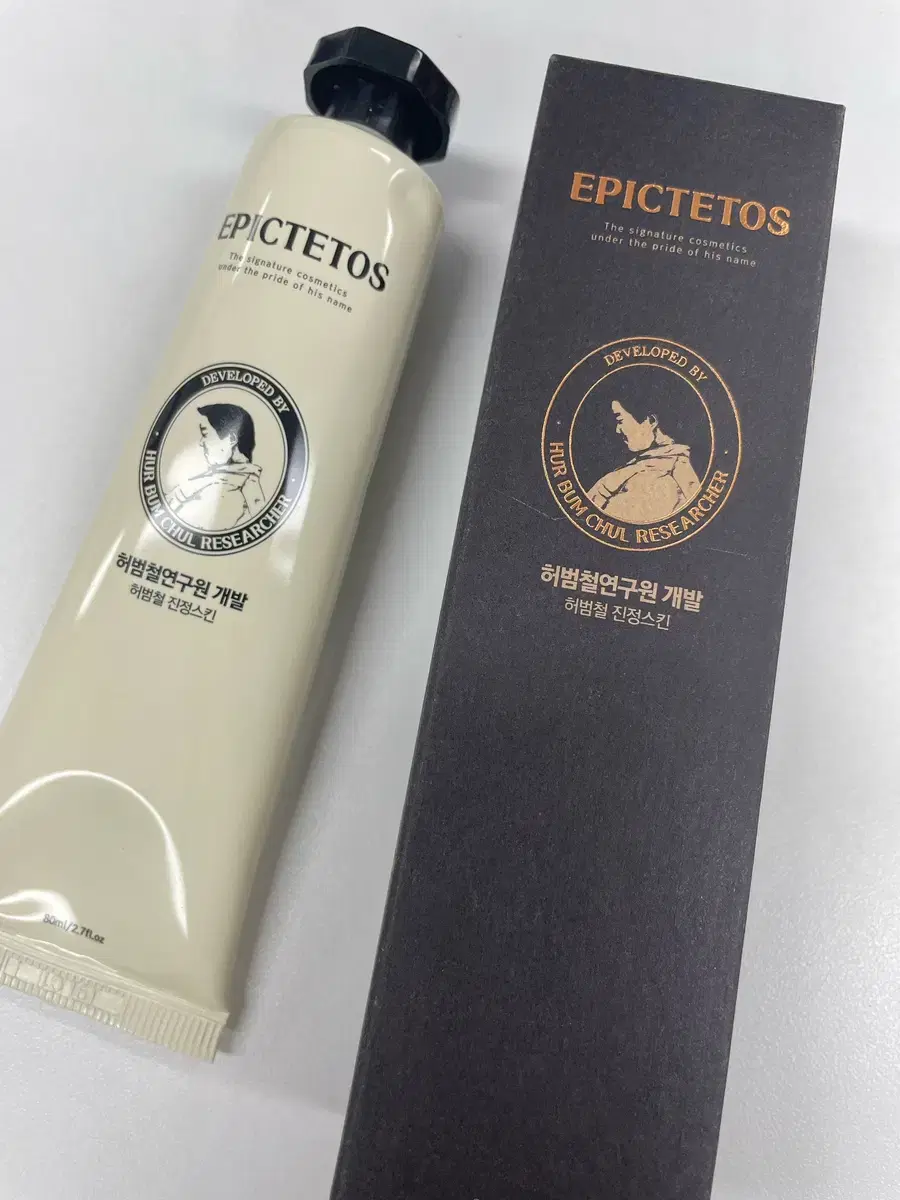 EPICTETOS
The signature cosmetics
under the pride of his name
DEVELOPED BY
HUR BUM CHUL RESEARCHER
허범철연구원 개발
허범철 진정스킨
80ml/2.7fl.oz
EPICTETOS
The signature cosmetics
under the pride of his name
DEVELOPED BY
HUR BUM CHUL RESEARCHER
허범철연구원 개발
허범철 진정스킨